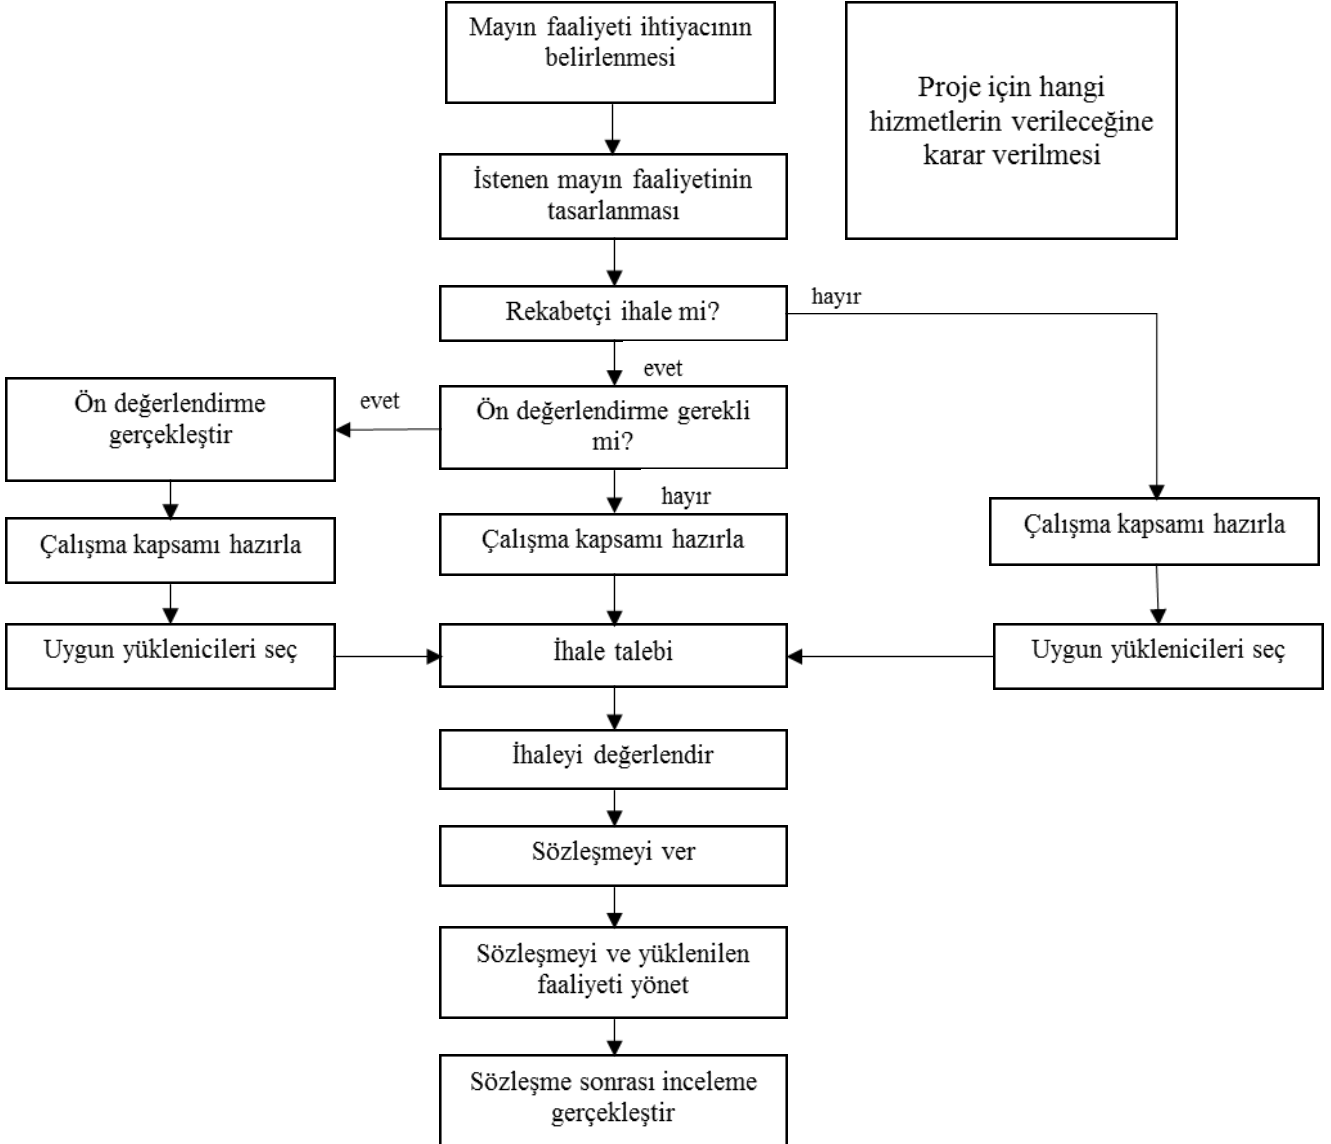 Mayın faaliyeti ihtiyacının
belirlenmesi
Proje için hangi
hizmetlerin verileceğine
karar verilmesi
İstenen mayın faaliyetinin
tasarlanması
Rekabetçi ihale mi?
hayır
evet
Ön değerlendirme
gerçekleştir
evet
Ön değerlendirme gerekli
mi?
hayır
Çalışma kapsamı hazırla
Çalışma kapsamı hazırla
Çalışma kapsamı hazırla
Uygun yüklenicileri seç
İhale talebi
Uygun yüklenicileri seç
İhaleyi değerlendir
Sözleşmeyi ver
Sözleşmeyi ve yüklenilen
faaliyeti yönet
Sözleşme sonrası inceleme
gerçekleştir